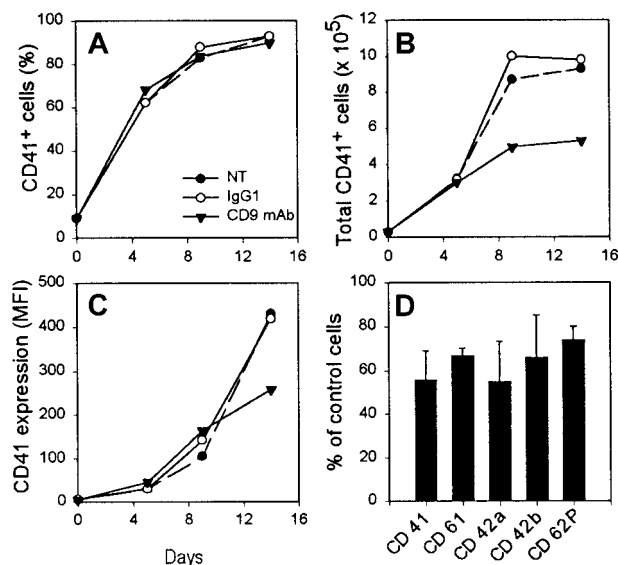 A
CD41+ cells (%)
100
80
60
40
20
0
0 4 8 12 16
NT
IgG1
CD9 mAb
B
Total CD41⁺ cells (x 10⁵)
12
10
8
6
4
2
0
0 4 8 12 16
C
CD41 expression (MFI)
500
400
300
200
100
0
0 4 8 12 16
Days
D
% of control cells
100
80
60
40
20
0
CD 41
CD 61
CD 42a
CD 42b
CD 62P